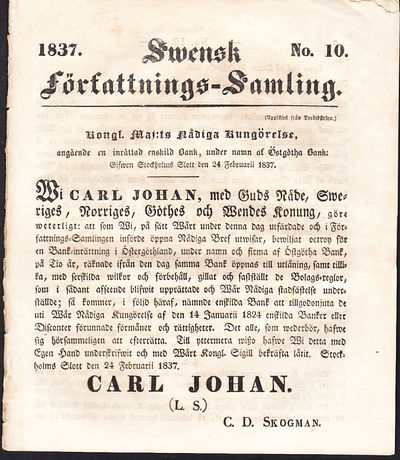 1837. Swensk No. 10.
Författnings-Samling.
(Uppläses från Predikstolen.)
Kongl. Maj:ts Nådiga Kungörelse,
angående en inrättad enskild Bank, under namn af Östgötha Bank:
Gifwen Stockholms Slott den 24 Februarii 1837.
Wi CARL JOHAN, med Guds Nåde, Swe-
riges, Norriges, Göthes och Wendes Konung, göre
weterligt: att som Wi, på sätt Wårt under denna dag utfärdade och i För-
fattnings-Samlingen införde öppna Nådiga Bref utwisar, bewiljat octroy för
en Bank-inrättning i Östergöthland, under namn och firma af Östgötha Bank,
på Tio år, räknade ifrån den dag samma Bank öppnas till utlåning, samt tilli-
ka, med enskilda wilkor och förbehåll, gillat och fastställt de Bolags-reglor,
som i sådant afseende blifwit upprättade och Wår Nådiga stadfästelse under-
ställde; så kommer, i följd häraf, nämnde enskilda Bank att tillgodonjuta de
uti Wår Nådiga Kungörelse af den 14 Januarii 1824 enskilda Banker eller
Disconter förunnade förmåner och rättigheter. Det alle, som wederbör, hafwe
sig hörsammeligen att efterrätta. Till yttermera wißo hafwe Wi detta med
Egen Hand underskrifwit och med Wårt Kongl. Sigill bekräfta låtit. Stock-
holms Slott den 24 Februarii 1837.
CARL JOHAN.
(L. S.)
C. D. SKOGMAN.